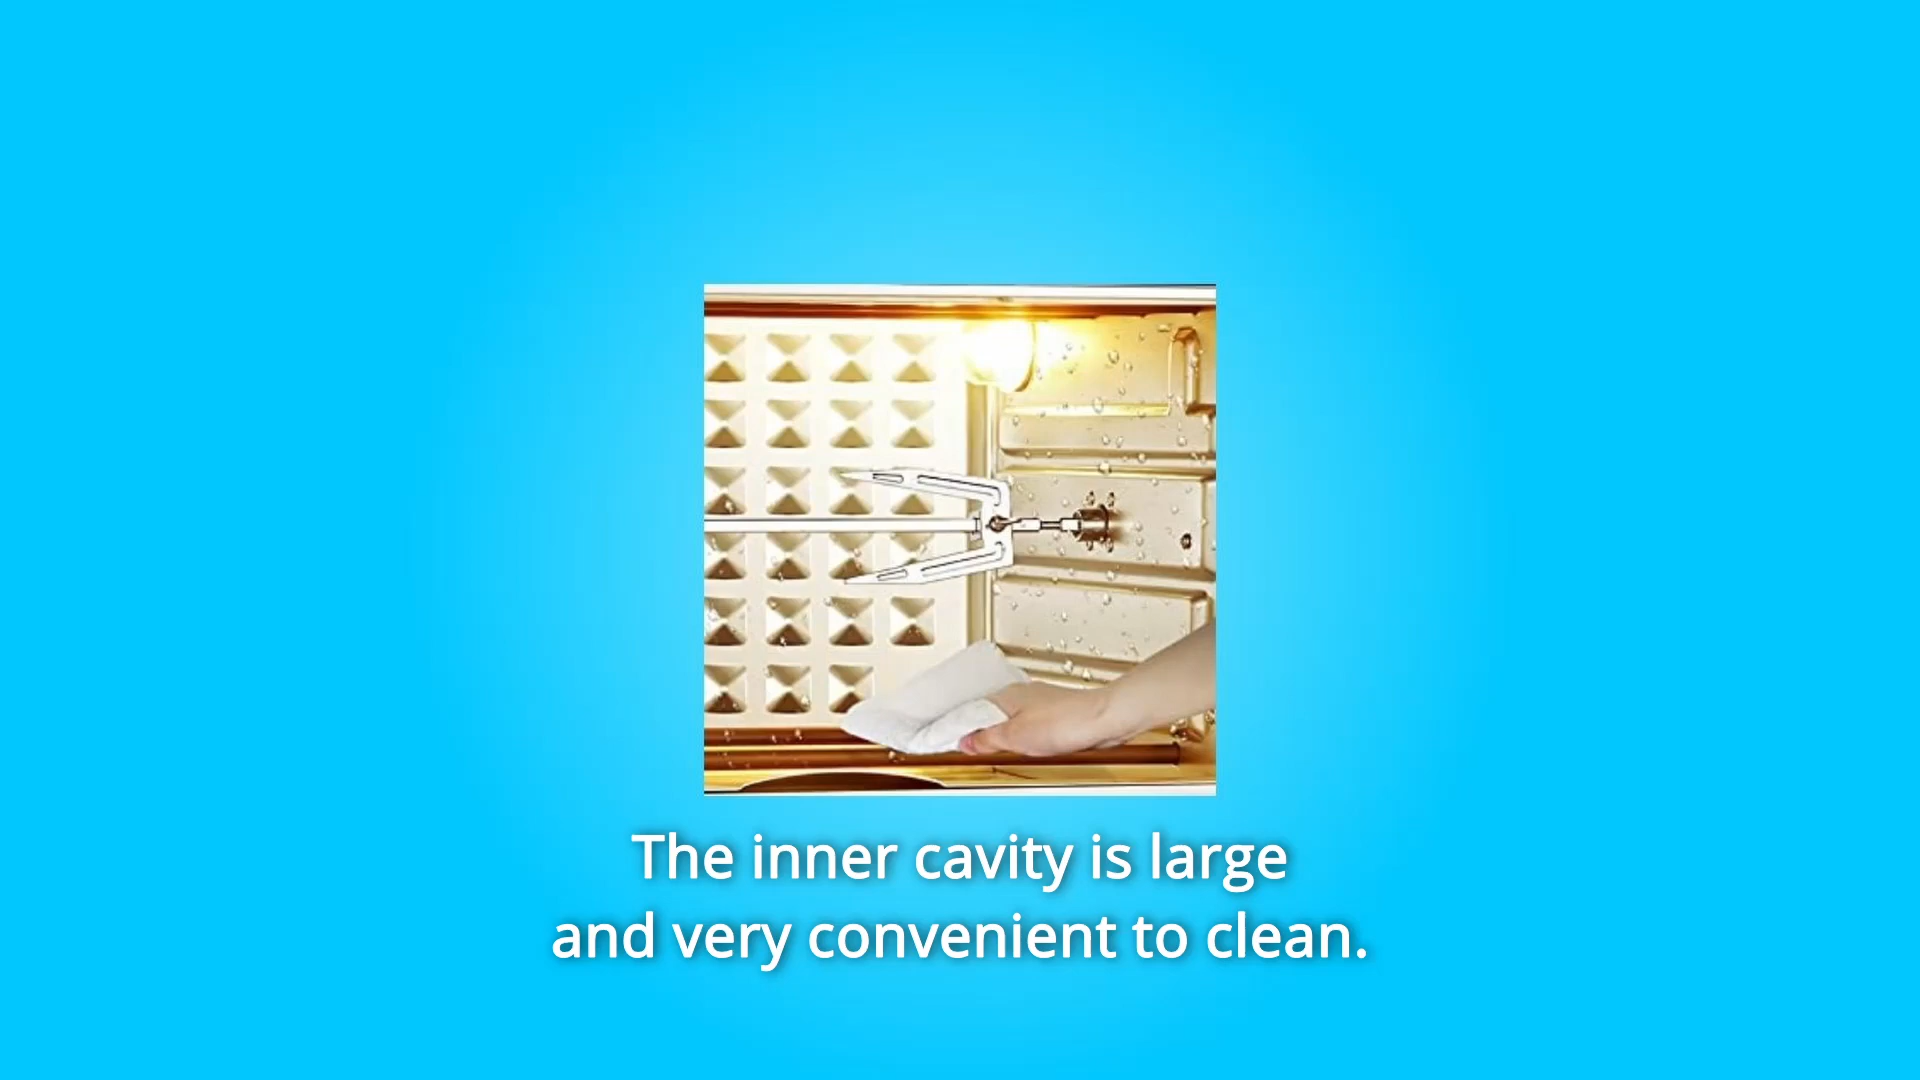 The inner cavity is large
and very convenient to clean.